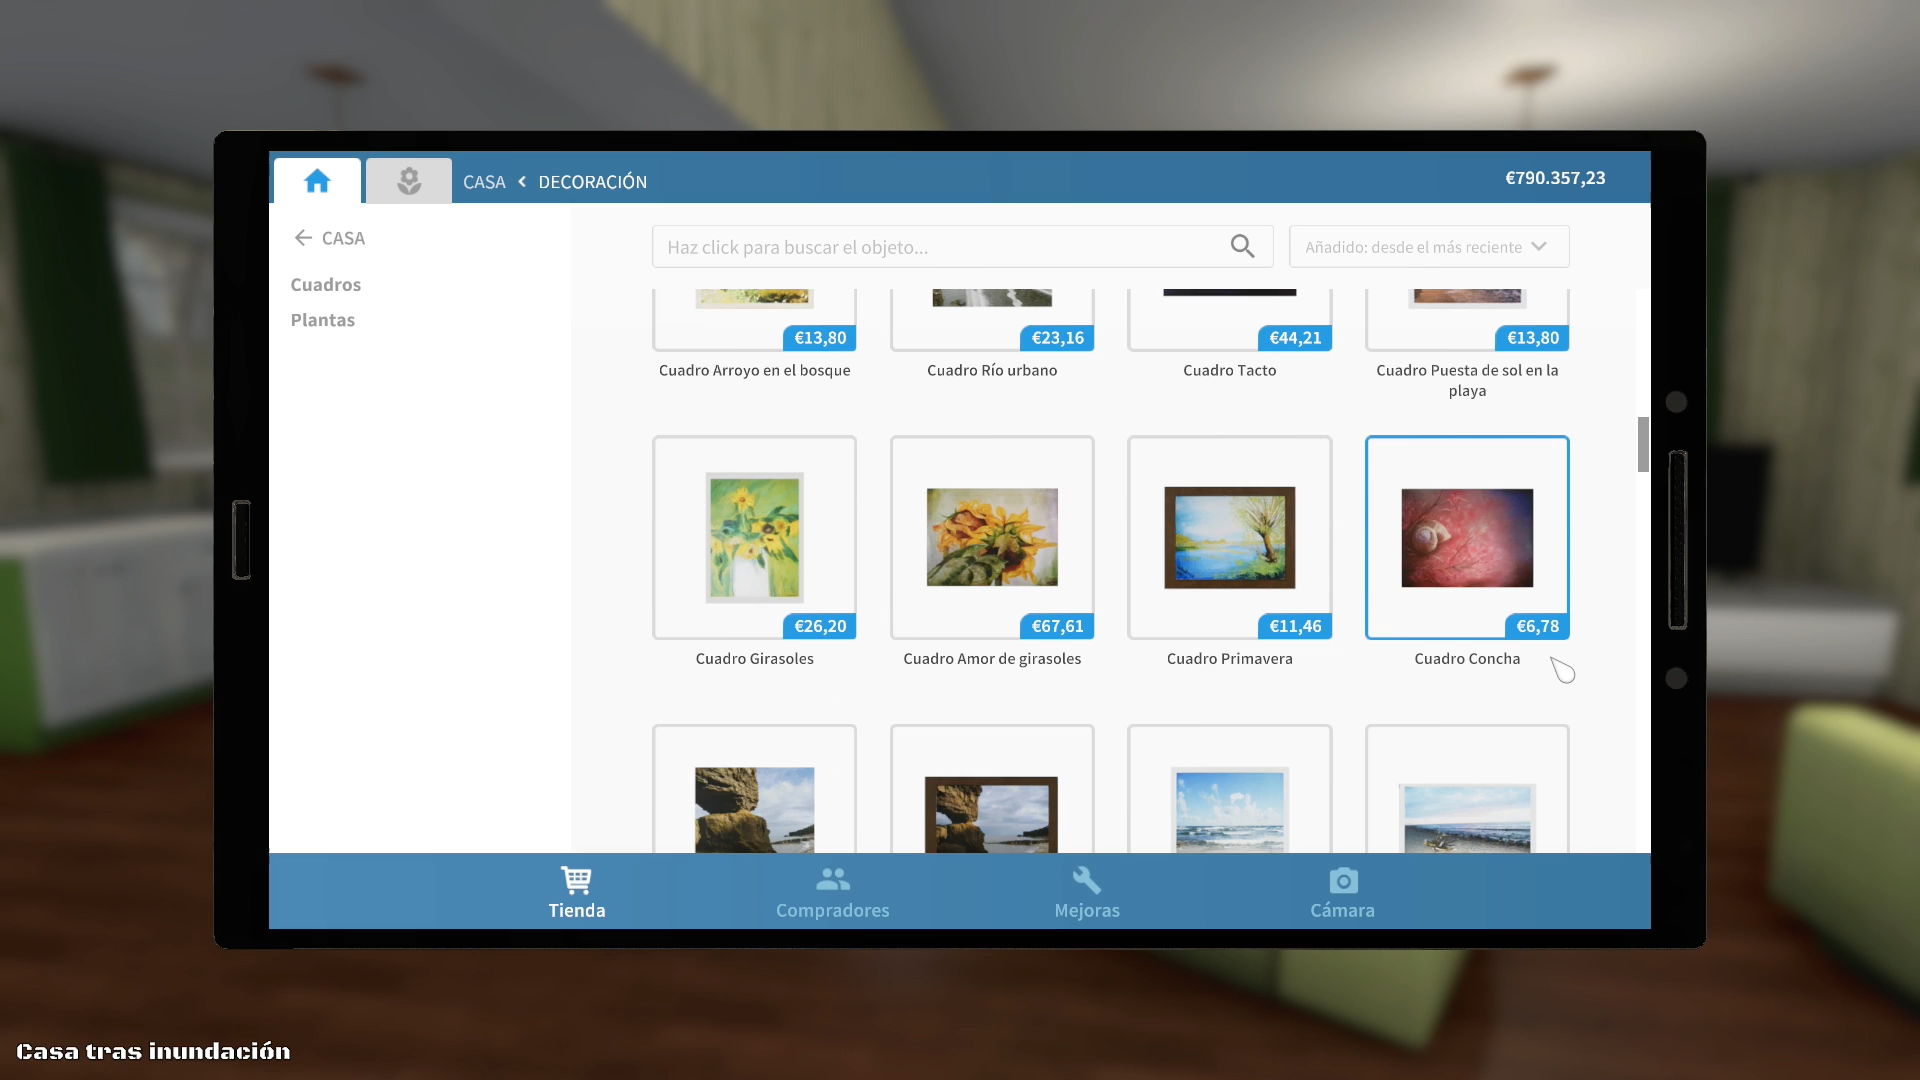 CASA < DECORACIÓN
€790.357,23
CASA
Cuadros
Plantas
Haz click para buscar el objeto...
Añadido: desde el más reciente
€13,80
€23,16
€44,21
€13,80
Cuadro Arroyo en el bosque
Cuadro Río urbano
Cuadro Tacto
Cuadro Puesta de sol en la
playa
€26,20
€67,61
€11,46
€6,78
Cuadro Girasoles
Cuadro Amor de girasoles
Cuadro Primavera
Cuadro Concha
Tienda
Compradores
Mejoras
Cámara
Casa tras inundación